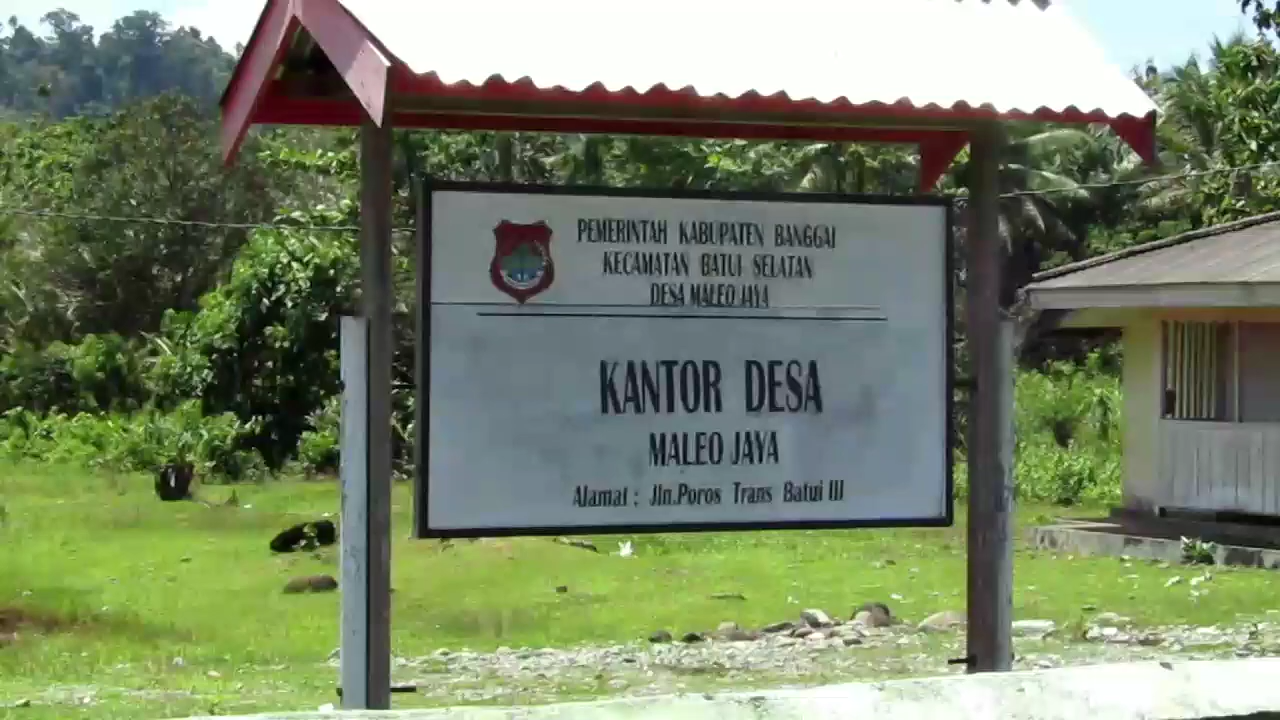 PEMERINTAH KABUPATEN BANGGAI
KECAMATAN BATUI SELATAN
DESA MALEO JAYA
KANTOR DESA
MALEO JAYA
Alamat : Jln.Poros Trans Batui III